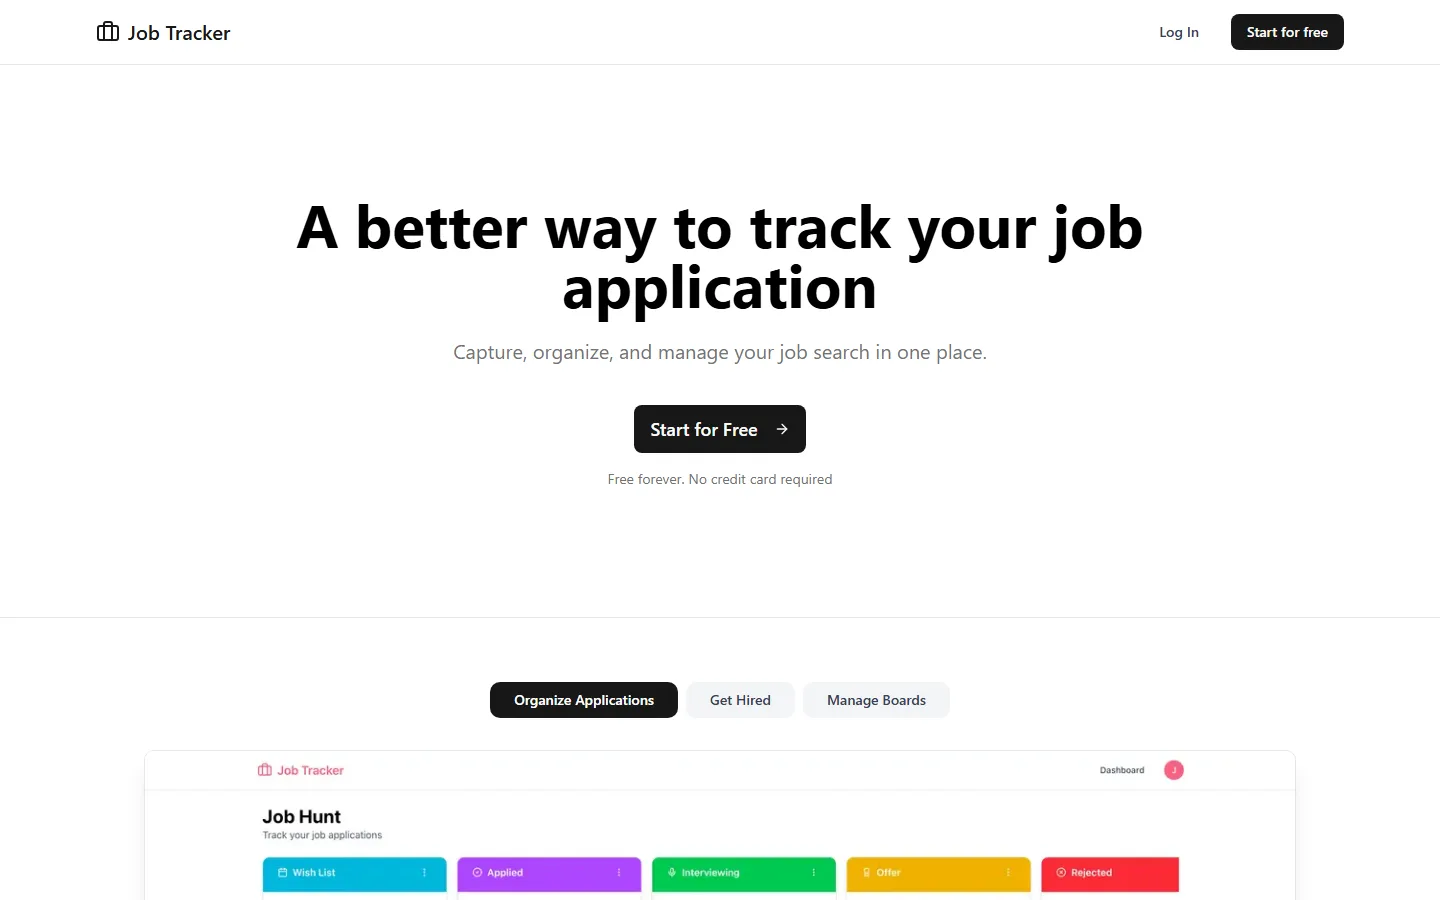 Job Tracker
Log In
Start for free
A better way to track your job
application
Capture, organize, and manage your job search in one place.
Start for Free
Free forever. No credit card required
Organize Applications
Get Hired
Manage Boards
Job Tracker
Dashboard
J
Job Hunt
Track your job applications
Wish List
Applied
Interviewing
Offer
Rejected